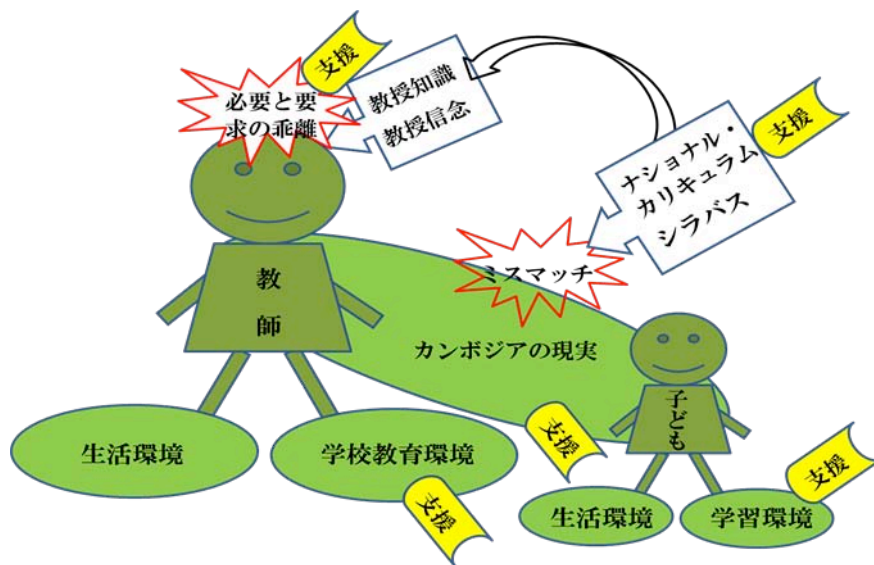 支援
必要と要
求の乖離
教授知識
教授信念
支援
ナショナル・
カリキュラム
シラバス
ミスマッチ
教
師
カンボジアの現実
子ども
生活環境
学校教育環境
支援
支援
生活環境
学習環境
支援